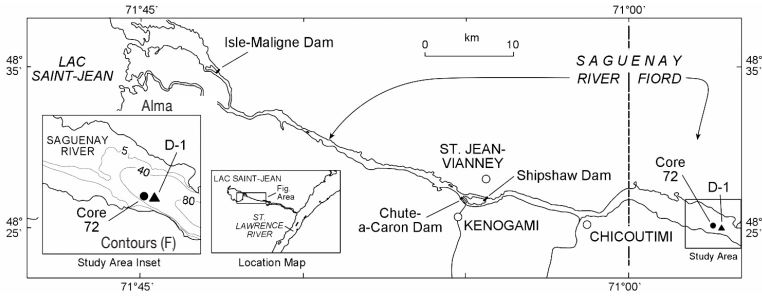 71°45'
71°00'
Isle-Maligne Dam
km
0
10
LAC
SAINT-JEAN
SAGUENAY
RIVER
FIORD
48°
35'
48°
35'
Alma
SAGUENAY
RIVER
5
40
D-1
80
Core
72
Contours (F)
Study Area Inset
LAC SAINT-JEAN
Fig.
Area
ST.
LAWRENCE
RIVER
Location Map
ST. JEAN-
VIANNEY
Shipshaw Dam
Chute-
a-Caron Dam
KENOGAMI
CHICOUTIMI
Core
72
D-1
Study Area
48°
25'
48°
25'
71°45'
71°00'